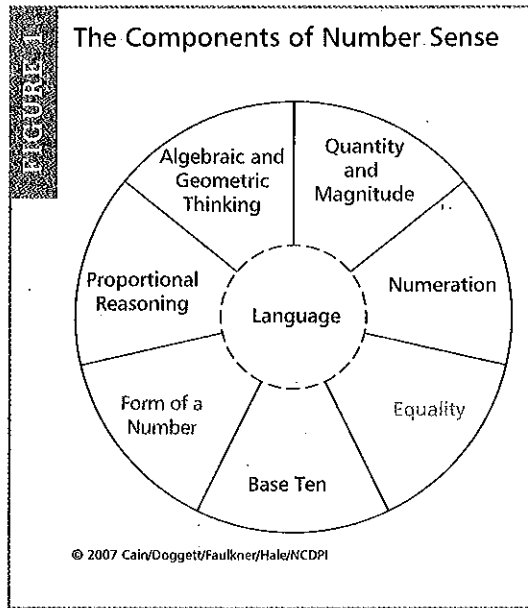 FIGURE 1
The Components of Number Sense
Algebraic and
Geometric
Thinking
Quantity
and
Magnitude
Proportional
Reasoning
Language
Numeration
Form of a
Number
Equality
Base Ten
© 2007 Cain/Doggett/Faulkner/Hale/NCDPI